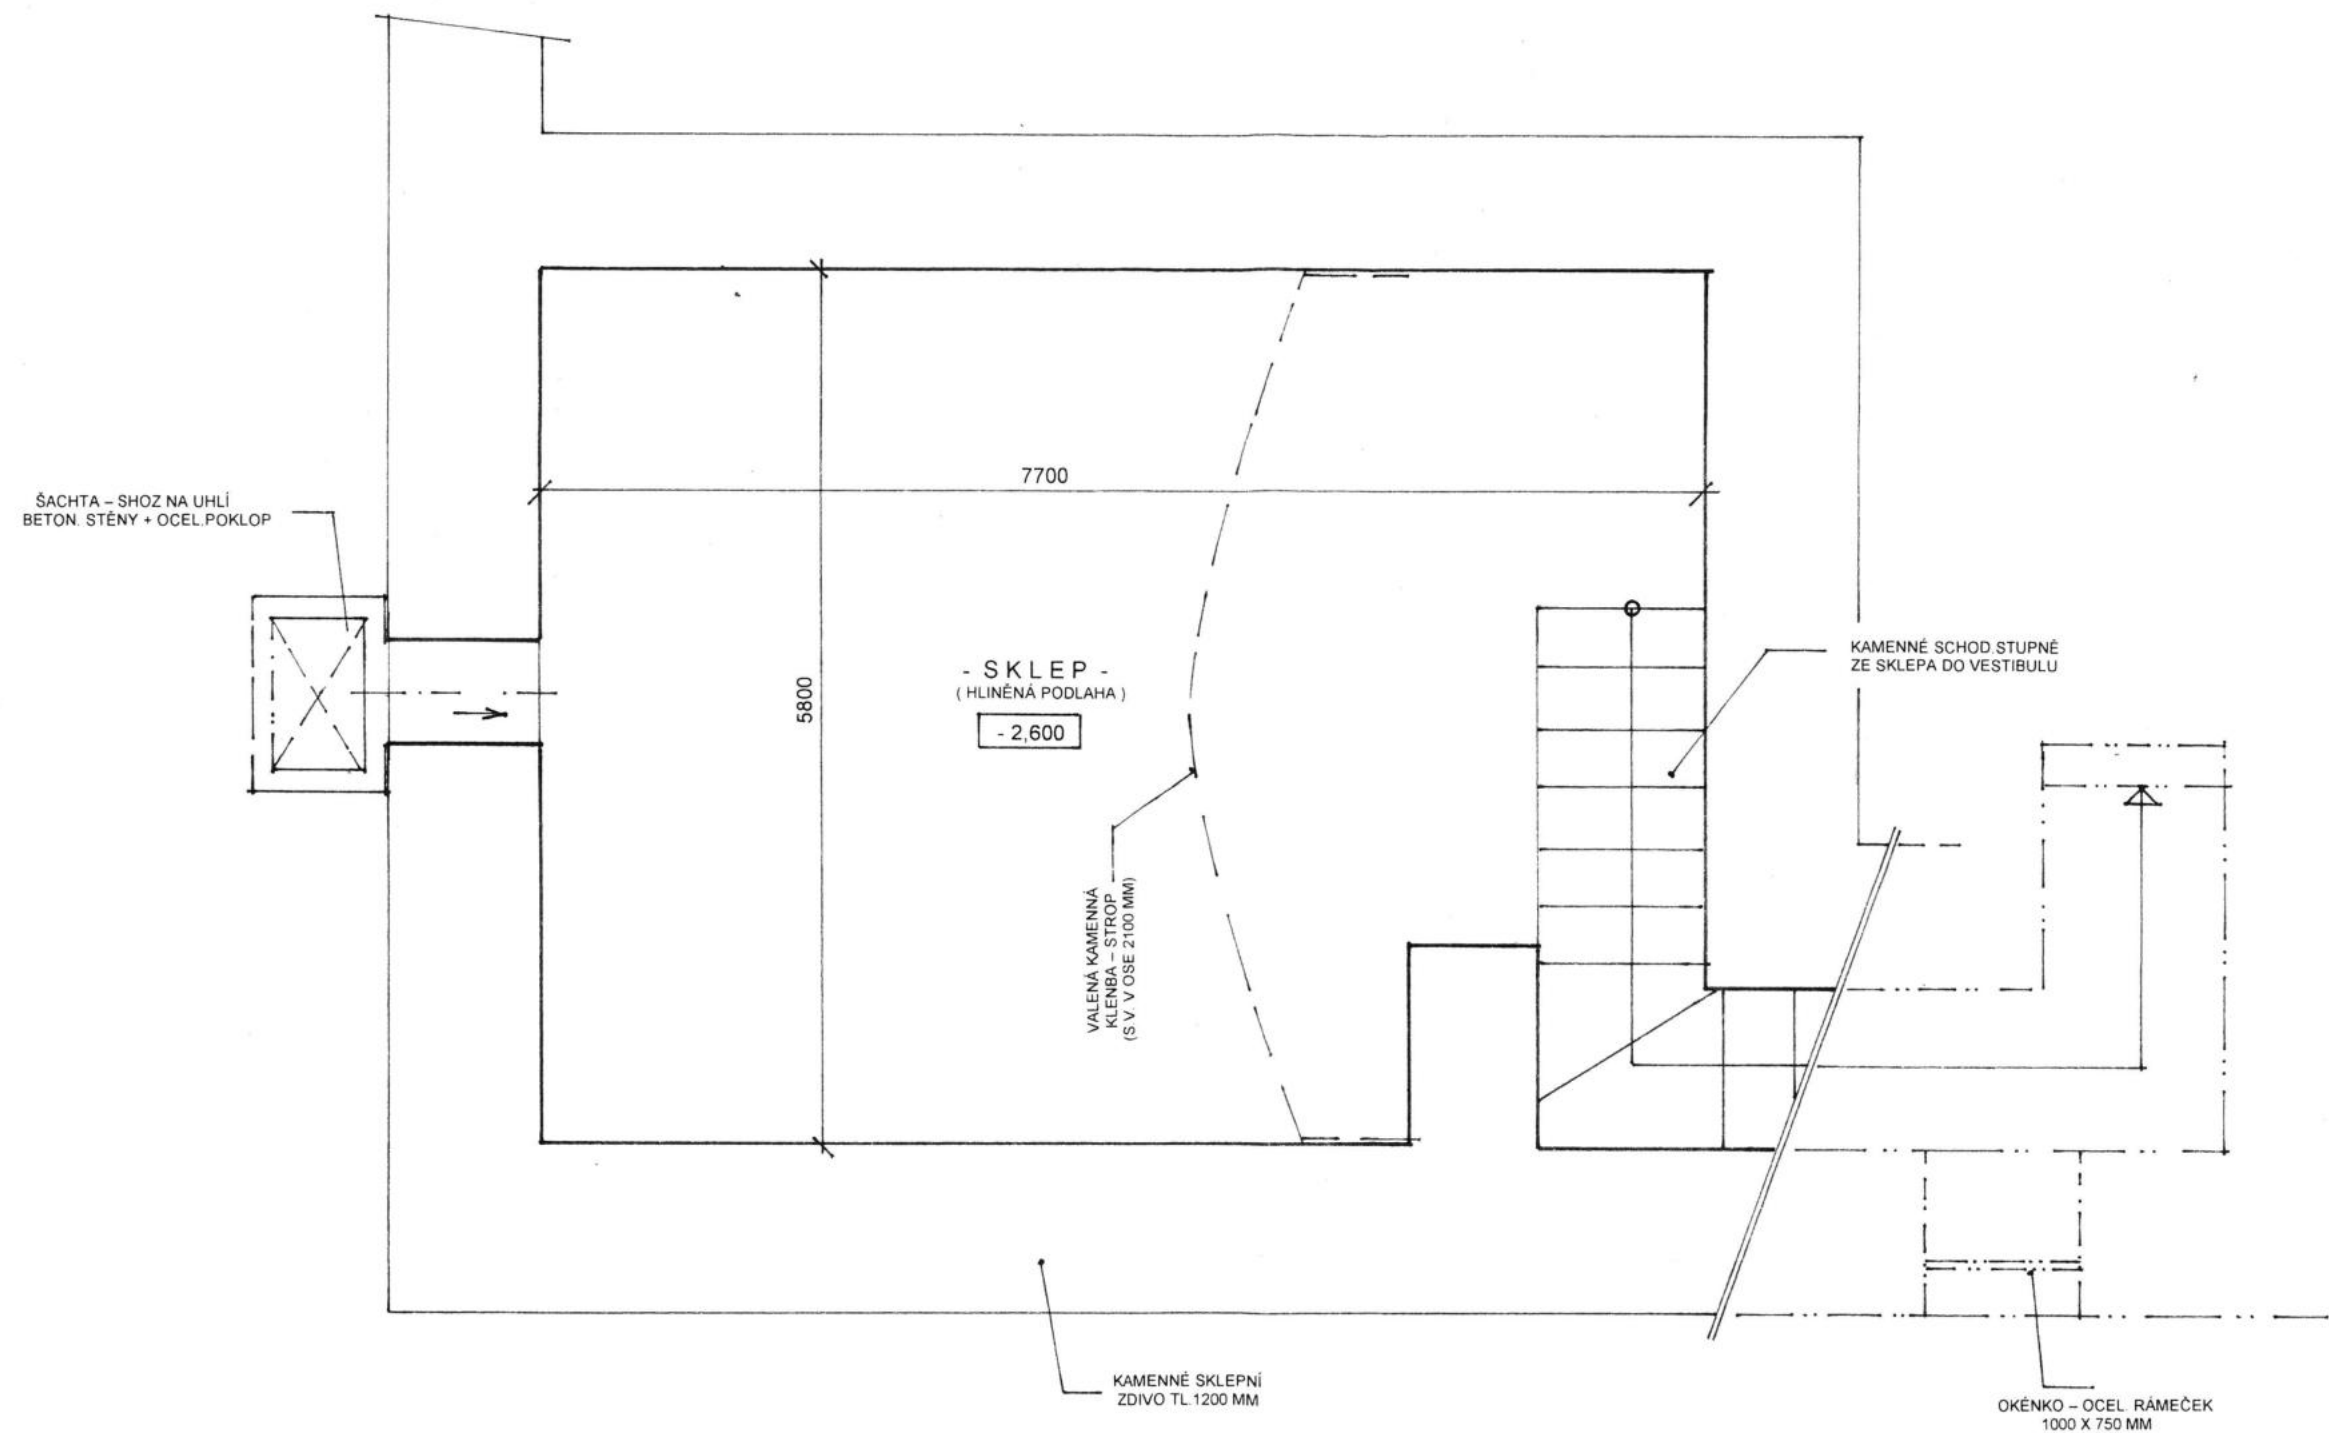 7700
ŠACHTA – SHOZ NA UHLÍ
BETON. STĚNY + OCEL.POKLOP
- SKLEP -
( HLINĚNÁ PODLAHA )
- 2,600
5800
KAMENNÉ SCHOD.STUPNĚ
ZE SKLEPA DO VESTIBULU
VALENÁ KAMENNÁ
KLENBA – STROP
(S.V. V OSE 2100 MM)
KAMENNÉ SKLEPNÍ
ZDIVO TL.1200 MM
OKÉNKO – OCEL. RÁMEČEK
1000 X 750 MM